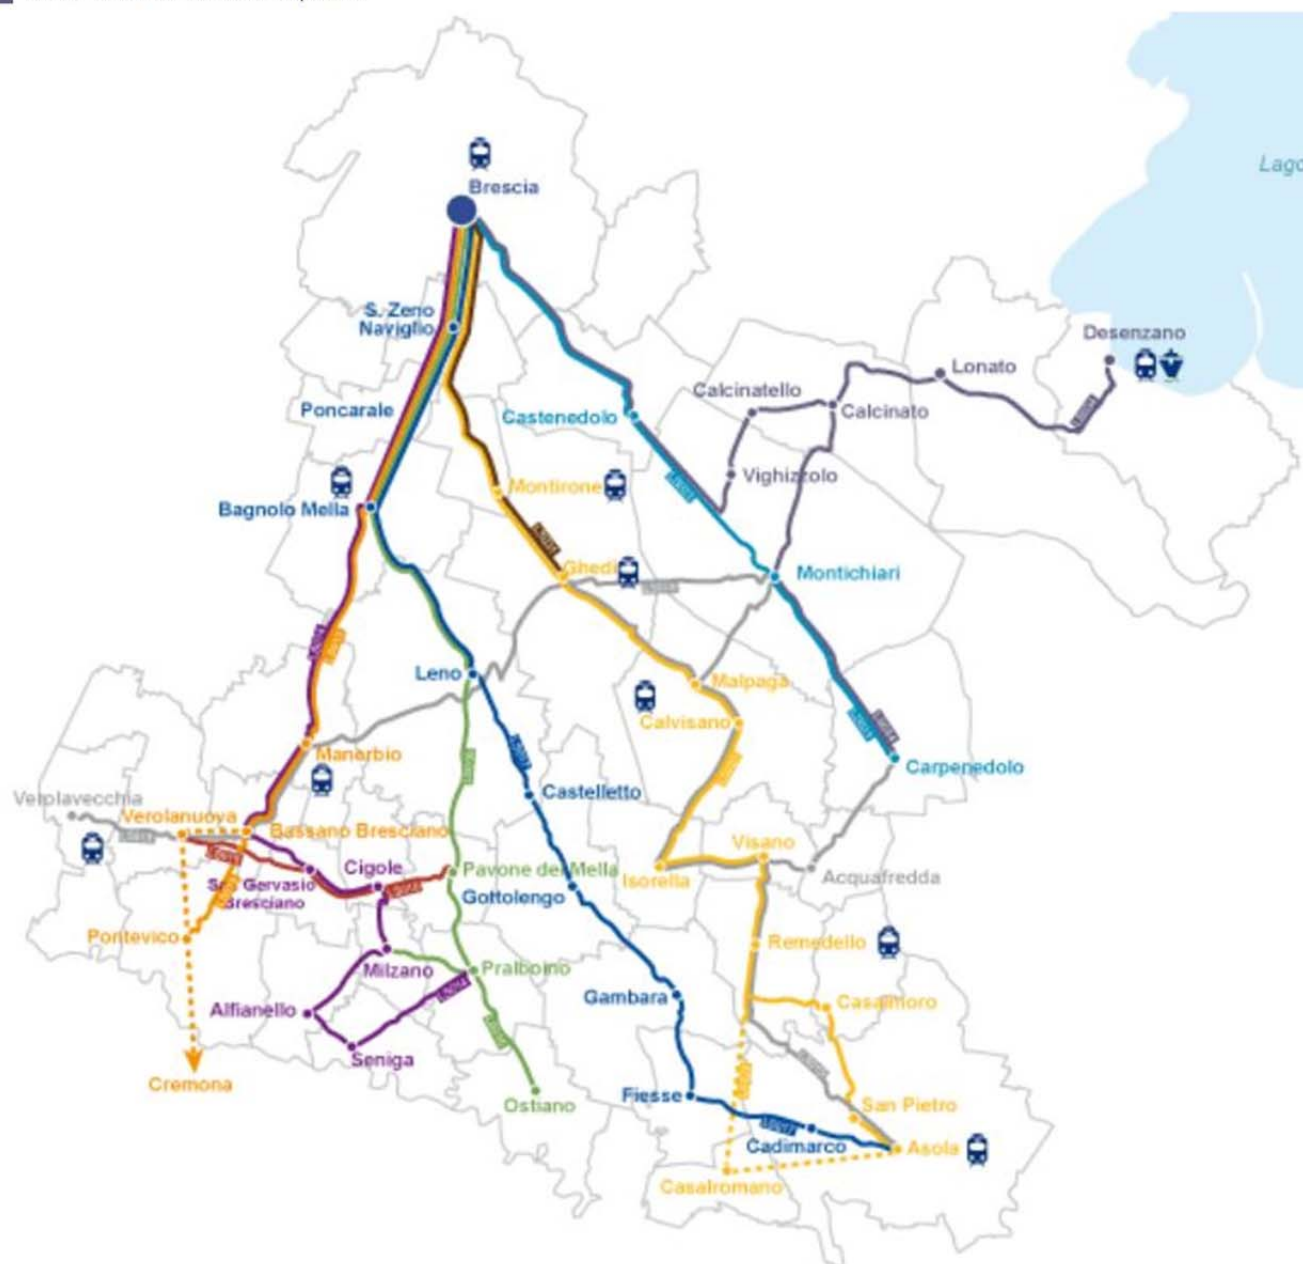 Brescia
Lago
S. Zeno
Naviglio
Desenzano
Lonato
Calcinatello
Calcinato
Poncarale
Castenedolo
Vighizzolo
Montirone
Bagnolo Mella
Ghedi
Montichiari
Leno
Malpaga
Calvisano
Manerbio
Carpenedolo
Castelletto
Verolavecchia
Verolanuova
Bassano Bresciano
Visano
Cigole
Pavone del Mella
Isorella
Acquafredda
San Gervasio
Bresciano
Gottolengo
Pontevico
Remedello
Milzano
Pralboino
Gambara
Casalmoro
Alfianello
Seniga
Cremona
Fiesse
Ostiano
San Pietro
Cadimarco
Asola
Casalromano